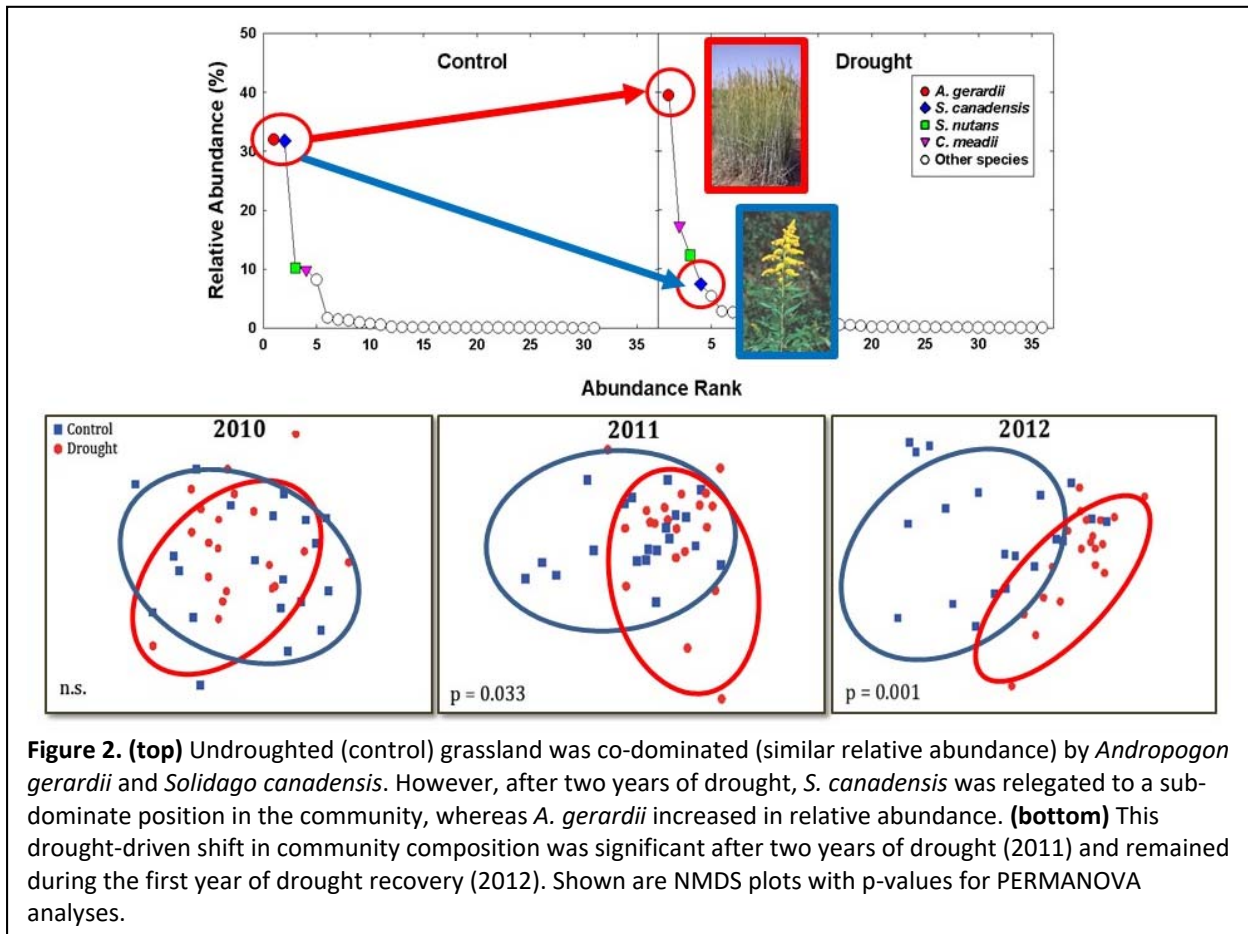 50
40
30
20
10
0
Relative Abundance (%)
Control
Drought
A. gerardii
S. canadensis
S. nutans
C. meadii
Other species
0 5 10 15 20 25 30 35 5 20 25 30 35
Abundance Rank
Control
Drought
2010
n.s.
2011
p = 0.033
2012
p = 0.001
Figure 2. (top) Undroughted (control) grassland was co-dominated (similar relative abundance) by Andropogon
gerardii and Solidago canadensis. However, after two years of drought, S. canadensis was relegated to a sub-
dominate position in the community, whereas A. gerardii increased in relative abundance. (bottom) This
drought-driven shift in community composition was significant after two years of drought (2011) and remained
during the first year of drought recovery (2012). Shown are NMDS plots with p-values for PERMANOVA
analyses.